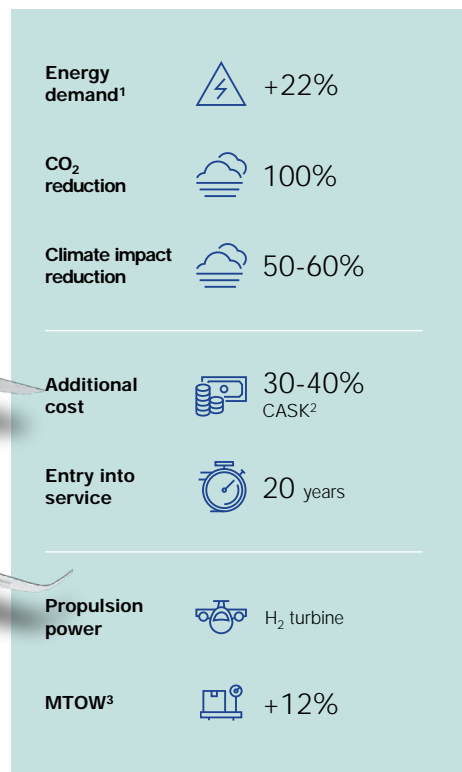 Energy
demand¹
+22%
CO₂
reduction
100%
Climate impact
reduction
50-60%
Additional
cost
30-40%
CASK²
Entry into
service
20 years
Propulsion
power
H₂ turbine
MTOW³
+12%